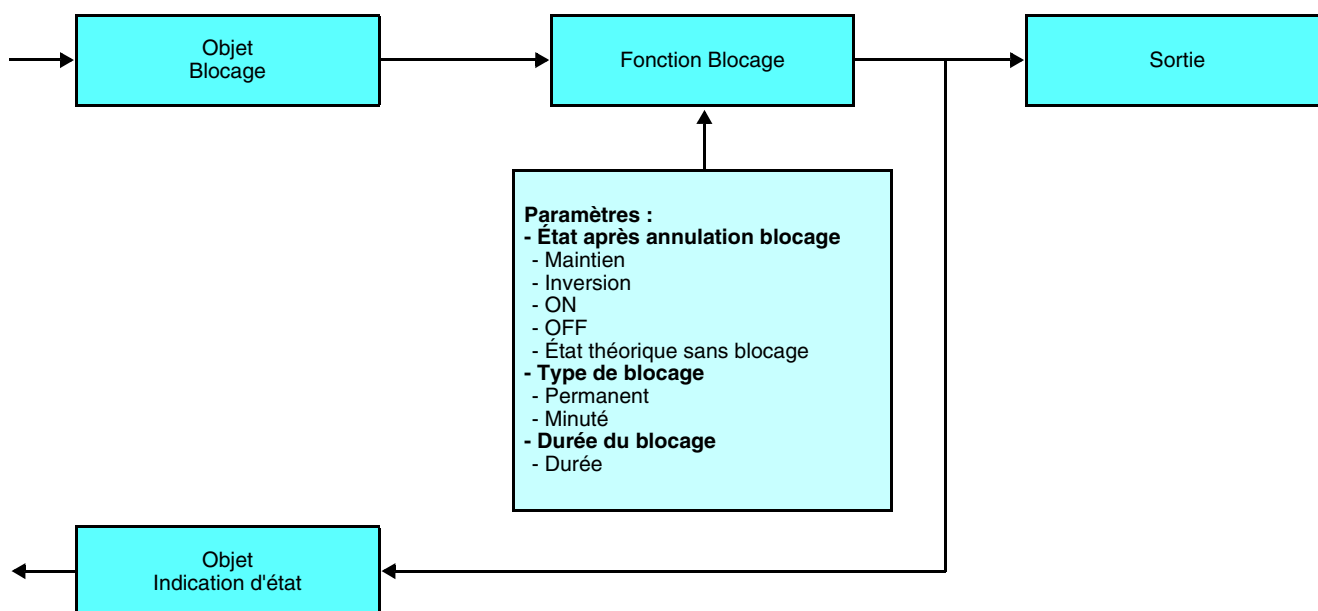 Objet
Blocage
Fonction Blocage
Sortie
Paramètres :
- État après annulation blocage
- Maintien
- Inversion
- ON
- OFF
- État théorique sans blocage
- Type de blocage
- Permanent
- Minuté
- Durée du blocage
- Durée
Objet
Indication d'état